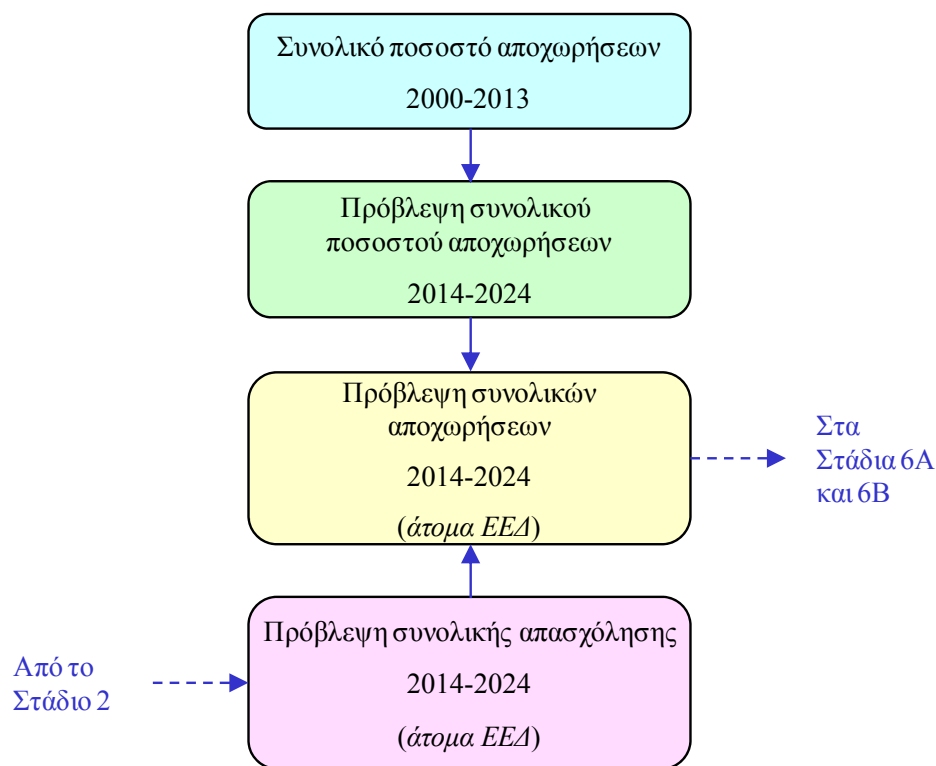 Συνολικό ποσοστό αποχωρήσεων
2000-2013
Πρόβλεψη συνολικού
ποσοστού αποχωρήσεων
2014-2024
Πρόβλεψη συνολικών
αποχωρήσεων
2014-2024
(άτομα ΕΕΔ)
Στα
Στάδια 6Α
και 6Β
Πρόβλεψη συνολικής απασχόλησης
2014-2024
(άτομα ΕΕΔ)
Από το
Στάδιο 2